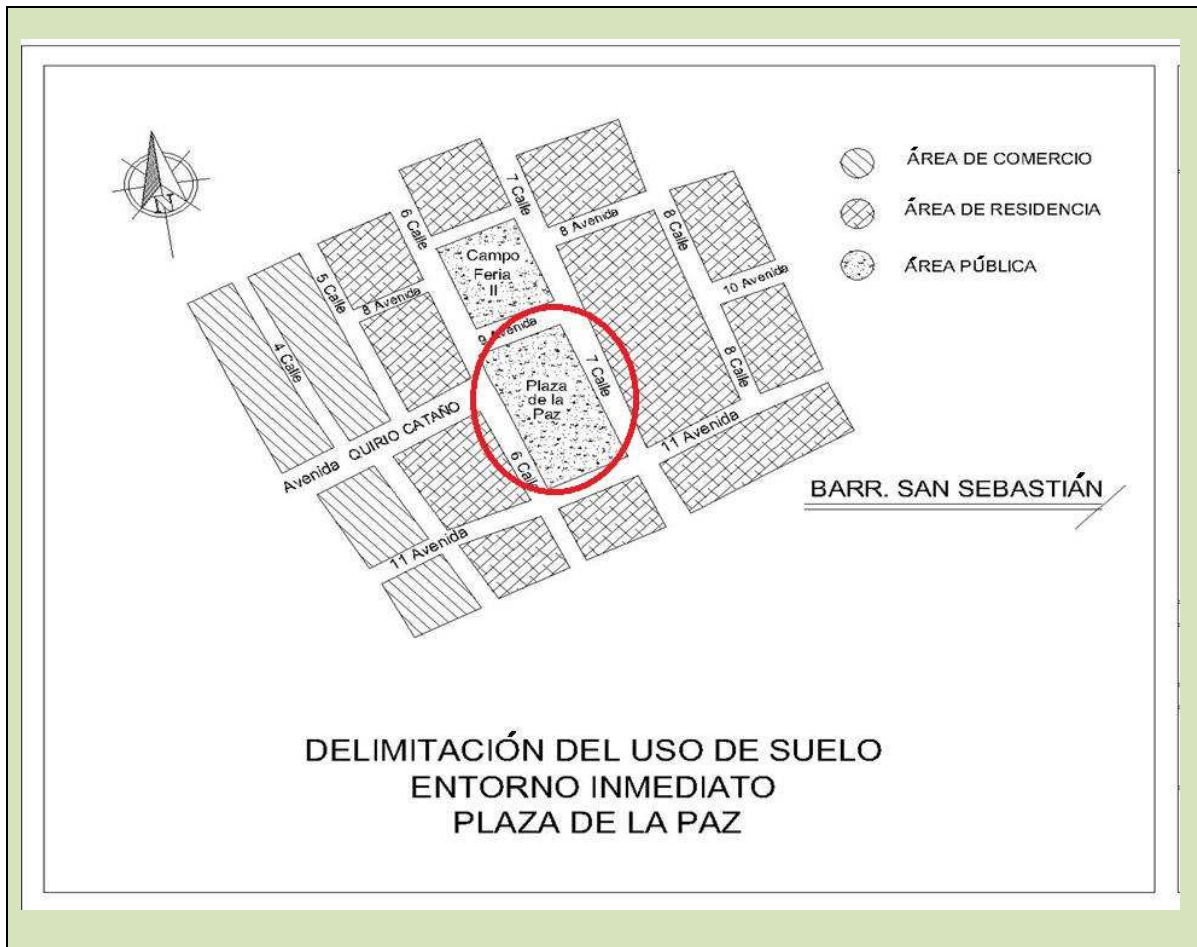 ÁREA DE COMERCIO
ÁREA DE RESIDENCIA
ÁREA PÚBLICA
N
7 Calle
6 Calle
8 Avenida
8 Calle
Campo
Feria
II
5 Calle
8 Avenida
10 Avenida
9 Avenida
4 Calle
7 Calle
8 Calle
Plaza
de la
Paz
Avenida QUIRIO CATAÑO
11 Avenida
6 Calle
11 Avenida
BARR. SAN SEBASTIÁN
DELIMITACIÓN DEL USO DE SUELO
ENTORNO INMEDIATO
PLAZA DE LA PAZ